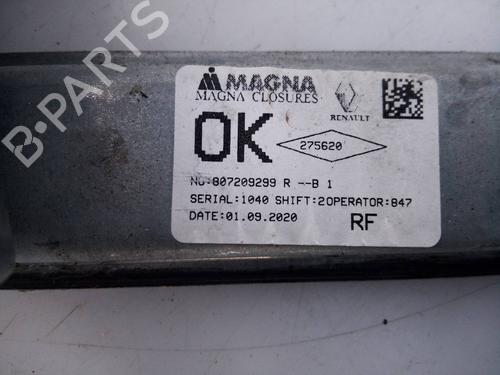 MAGNA
MAGNA CLOSURES
RENAULT
OK
275620
NO:807209299 R --B 1
SERIAL:1040 SHIFT:2OPERATOR:847
DATE:01.09.2020
RF
B-PARTS